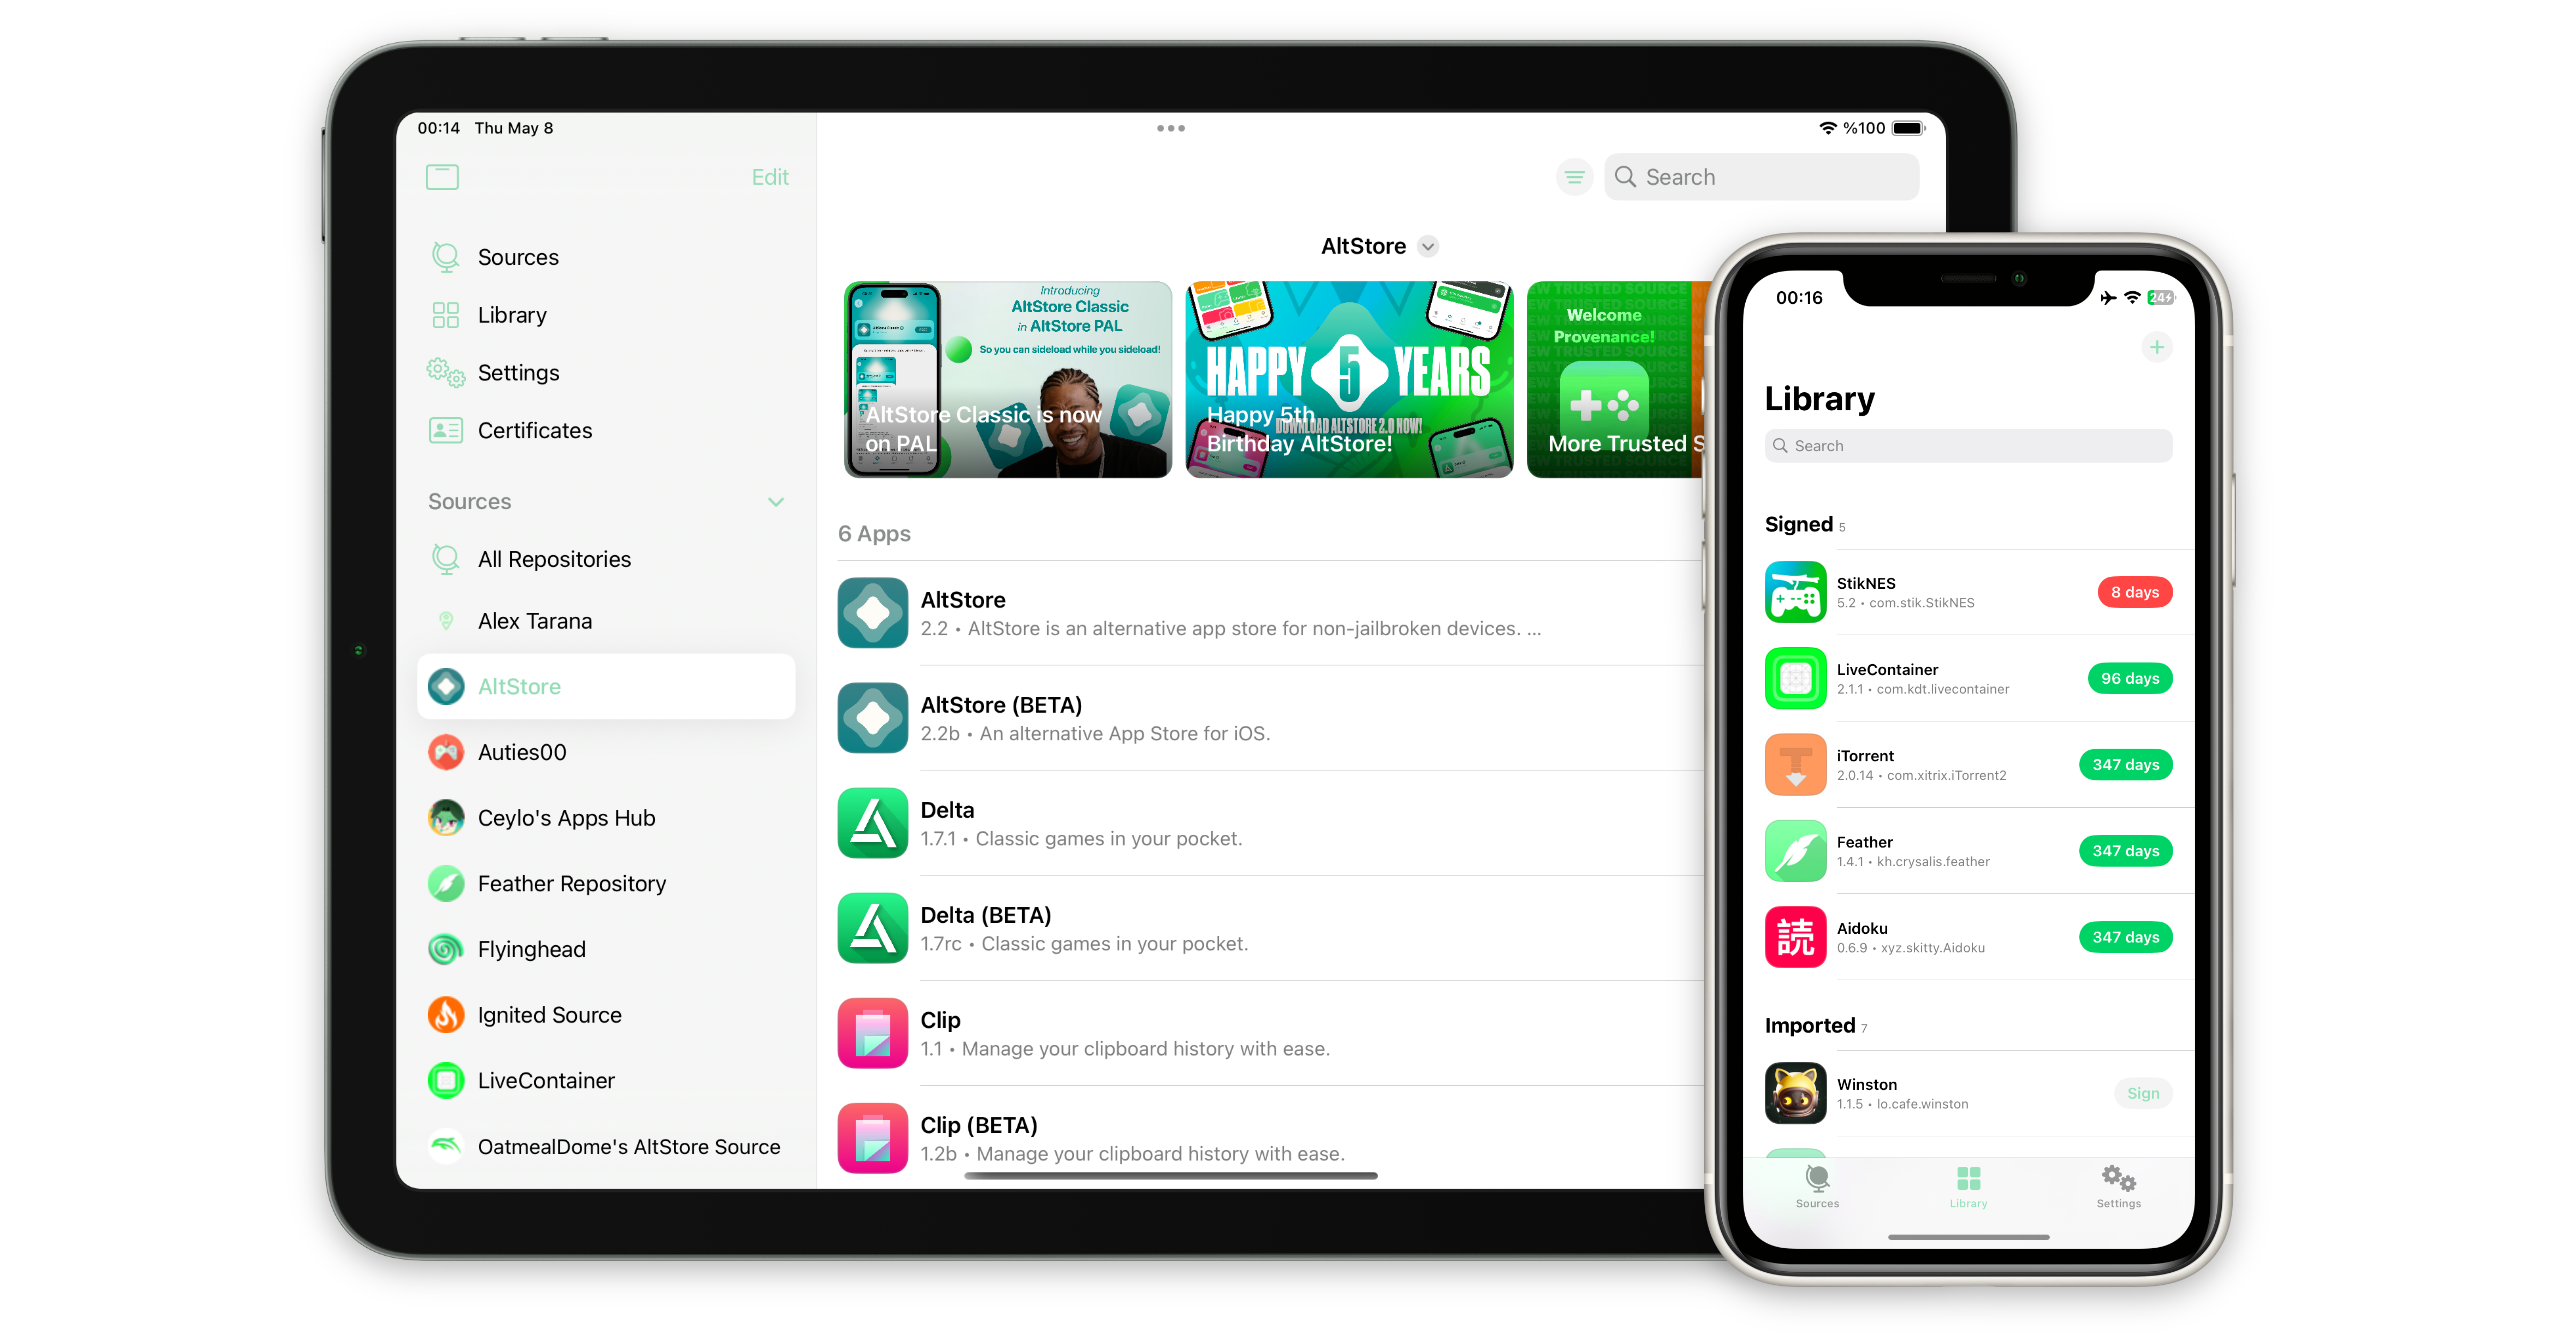 00:14 Thu May 8
%100
Edit
Search
Sources
Library
Settings
Certificates
Sources
All Repositories
Alex Tarana
AltStore
Auties00
Ceylo's Apps Hub
Feather Repository
Flyinghead
Ignited Source
LiveContainer
OatmealDome's AltStore Source
AltStore
Introducing
AltStore Classic
in AltStore PAL
So you can sideload while you sideload!
AltStore Classic is now
on PAL
HAPPY 5 YEARS
DOWNLOAD ALTSTORE 2.0 NOW!
Happy 5th
Birthday AltStore!
Welcome
Provenance!
More Trusted S
6 Apps
AltStore
2.2 • AltStore is an alternative app store for non-jailbroken devices. ...
AltStore (BETA)
2.2b • An alternative App Store for iOS.
Delta
1.7.1 • Classic games in your pocket.
Delta (BETA)
1.7rc • Classic games in your pocket.
Clip
1.1 • Manage your clipboard history with ease.
Clip (BETA)
1.2b • Manage your clipboard history with ease.
00:16
24
Library
Search
Signed 5
StikNES
5.2 • com.stik.StikNES
8 days
LiveContainer
2.1.1 • com.kdt.livecontainer
96 days
iTorrent
2.0.14 • com.xitrix.iTorrent2
347 days
Feather
1.4.1 • kh.crysalis.feather
347 days
読
Aidoku
0.6.9 • xyz.skitty.Aidoku
347 days
Imported 7
Winston
1.1.5 • lo.cafe.winston
Sign
Sources
Library
Settings